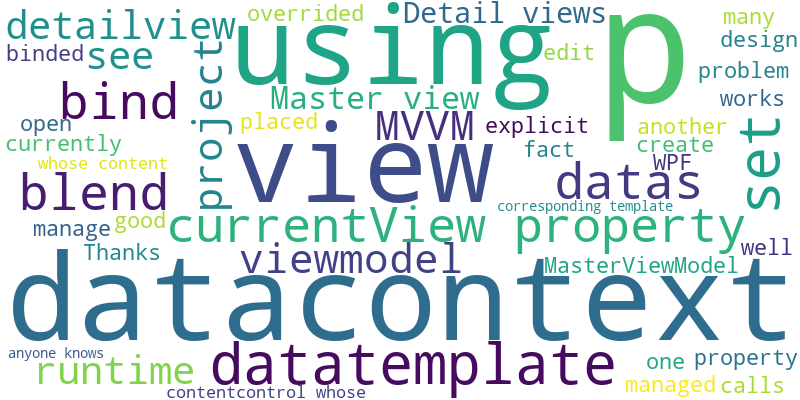 detailview
overrided
Detail views
using
p
many
binded
see
edit
design
bind
project
Master view
problem
works
open
placed
MVVM
explicit
another
set
currently
view
fact
create
whose content
WPF
blend
datas
manage
good
currentView
property
corresponding template
Thanks
viewmodel
MasterViewModel
well
datacontext
anyone knows
runtime
datatemplate
one
property
contentcontrol whose
managed
calls